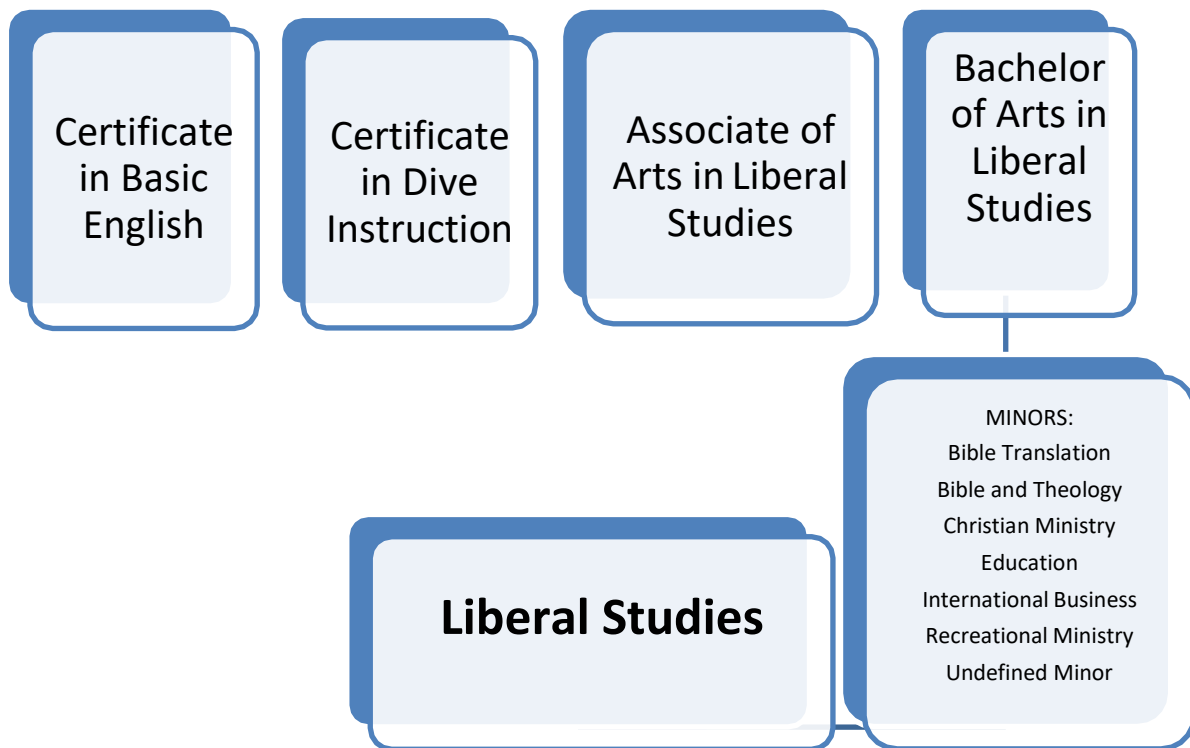 Certificate
in Basic
English
Certificate
in Dive
Instruction
Associate of
Arts in Liberal
Studies
Bachelor
of Arts in
Liberal
Studies
MINORS:
Bible Translation
Bible and Theology
Christian Ministry
Education
International Business
Recreational Ministry
Undefined Minor
Liberal Studies